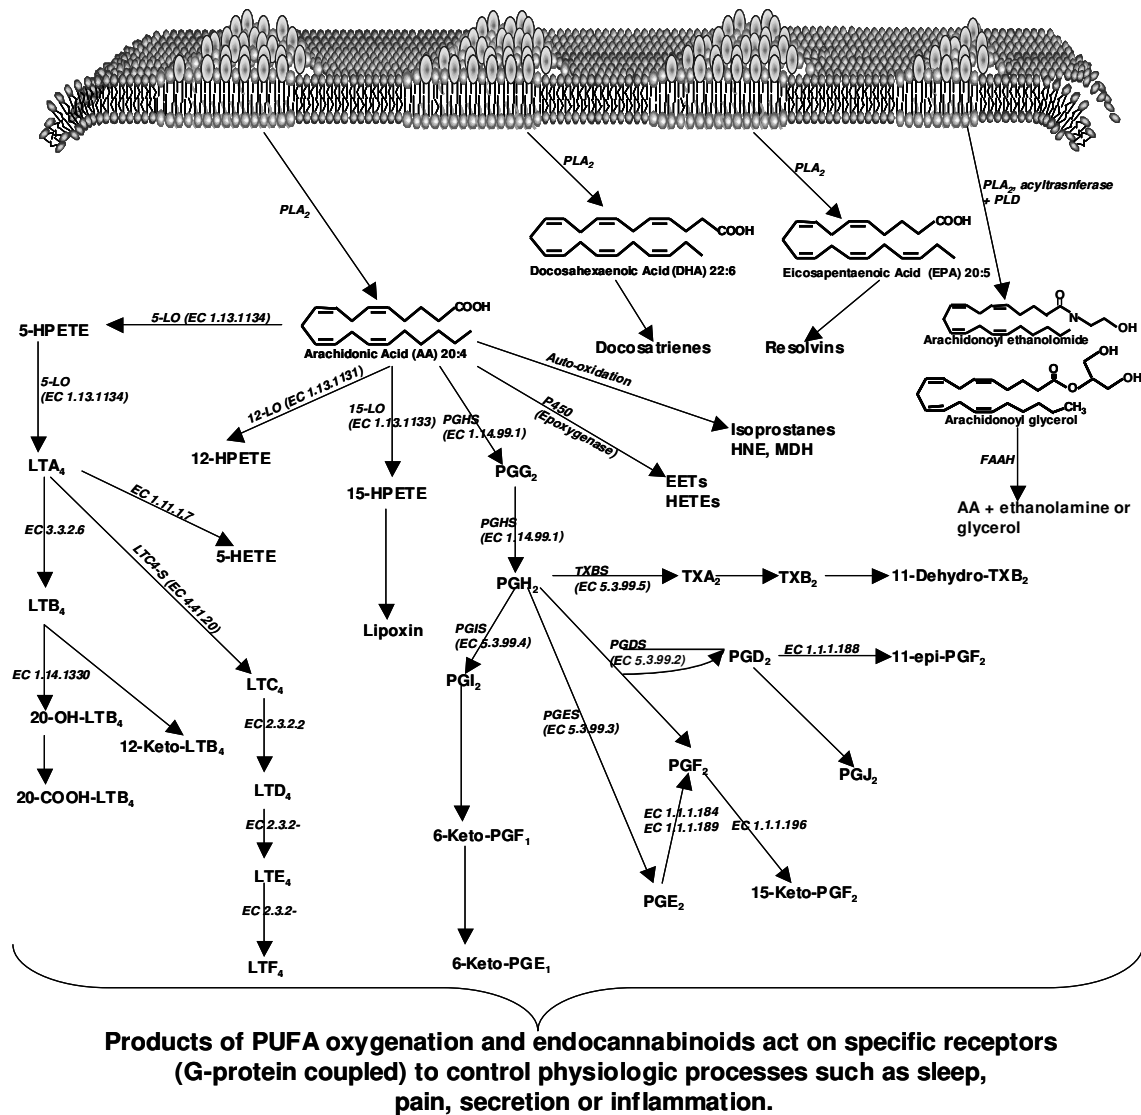 PLA2
PLA2
PLA2
PLA2, acyltrasnferase
+ PLD
COOH
Docosahexaenoic Acid (DHA) 22:6
COOH
Eicosapentaenoic Acid (EPA) 20:5
O
N
OH
Arachidonoyl ethanolomide
COOH
Arachidonic Acid (AA) 20:4
5-LO (EC 1.13.1134)
5-HPETE
Docosatrienes
Resolvins
O
O
OH
OH
CH3
Arachidonoyl glycerol
5-LO
(EC 1.13.1134)
12-LO (EC 1.13.1131)
15-LO
(EC 1.13.1133)
PGHS
(EC 1.14.99.1)
P450
(Epoxygenase)
Auto-oxidation
Isoprostanes
HNE, MDH
FAAH
AA + ethanolamine or
glycerol
LTA4
12-HPETE
15-HPETE
PGG2
EETs
HETEs
EC 1.11.1.7
5-HETE
EC 3.3.2.6
LTC4-S (EC 4.41.20)
PGHS
(EC 1.14.99.1)
PGH2
TXBS
(EC 5.3.99.5)
TXA2
TXB2
11-Dehydro-TXB2
LTB4
Lipoxin
PGIS
(EC 5.3.99.4)
PGI2
PGDS
(EC 5.3.99.2)
PGD2
EC 1.1.1.188
11-epi-PGF2
EC 1.14.1330
20-OH-LTB4
12-Keto-LTB4
20-COOH-LTB4
LTC4
EC 2.3.2.2
LTD4
EC 2.3.2-
LTE4
EC 2.3.2-
LTF4
PGES
(EC 5.3.99.3)
PGF2
PGJ2
6-Keto-PGF1
EC 1.1.1.184
EC 1.1.1.189
EC 1.1.1.196
PGE2
15-Keto-PGF2
6-Keto-PGE1
Products of PUFA oxygenation and endocannabinoids act on specific receptors
(G-protein coupled) to control physiologic processes such as sleep,
pain, secretion or inflammation.